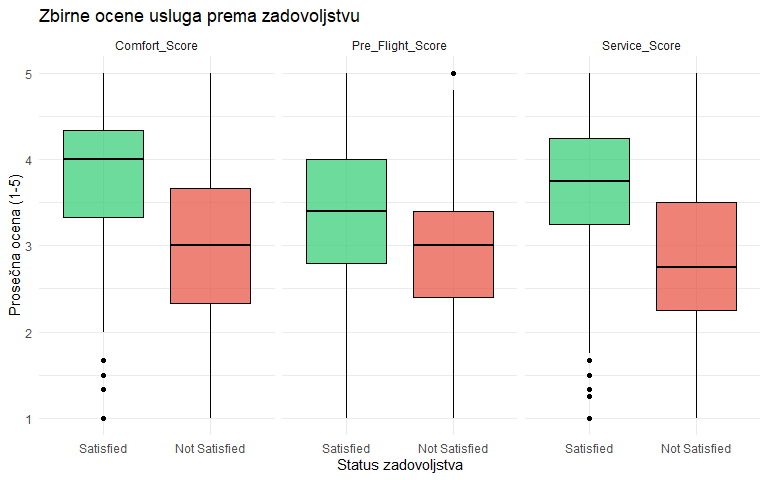 Zbirne ocene usluga prema zadovoljstvu
Comfort_Score
Pre_Flight_Score
Service_Score
Prosečna ocena (1-5)
5
4
3
2
1
Satisfied
Not Satisfied
Satisfied
Not Satisfied
Satisfied
Not Satisfied
Status zadovoljstva